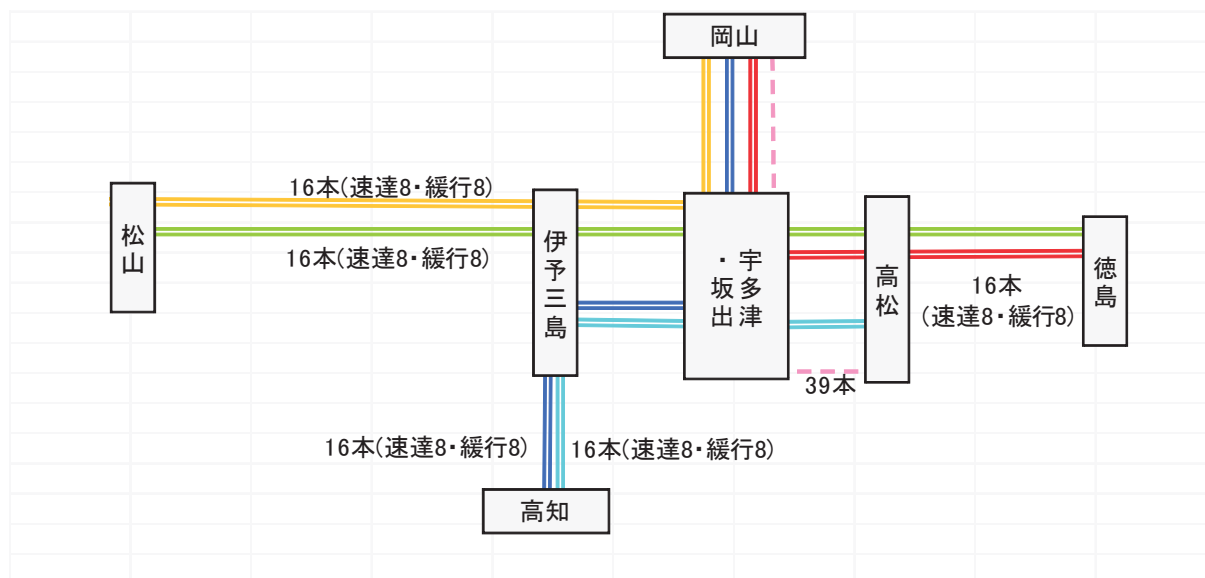 岡山
16本(速達8・緩行8)
松山
16本(速達8・緩行8)
伊予三島
宇多津
・坂出
高松
徳島
16本
(速達8・緩行8)
39本
16本(速達8・緩行8)
16本(速達8・緩行8)
高知